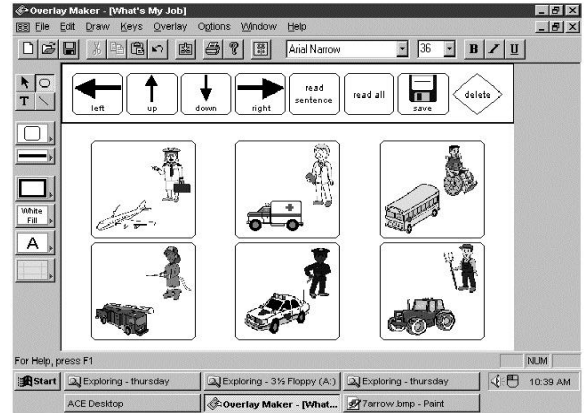 Overlay Maker - [What's My Job]
File Edit Draw Keys Overlay Options Window Help
Arial Narrow 36 B I U
left up down right read sentence read all save delete
T
White Fill
A
For Help, press F1 NUM
Start Exploring - thursday Exploring - 3½ Floppy (A:) Exploring - thursday 10:39 AM
ACE Desktop Overlay Maker - [What... 7arrow.bmp - Paint